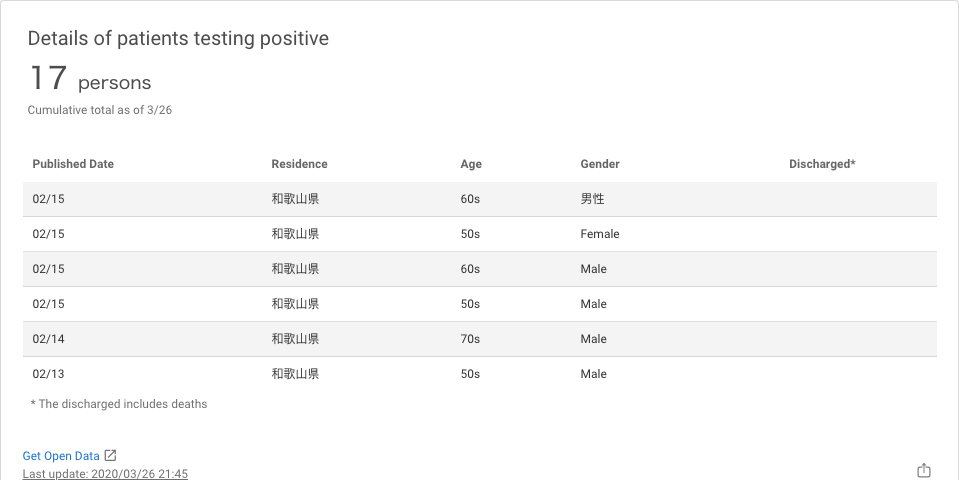 Details of patients testing positive
17 persons
Cumulative total as of 3/26
Published Date Residence Age Gender Discharged*
02/15 和歌山県 60s 男性
02/15 和歌山県 50s Female
02/15 和歌山県 60s Male
02/15 和歌山県 50s Male
02/14 和歌山県 70s Male
02/13 和歌山県 50s Male
* The discharged includes deaths
Get Open Data
Last update: 2020/03/26 21:45